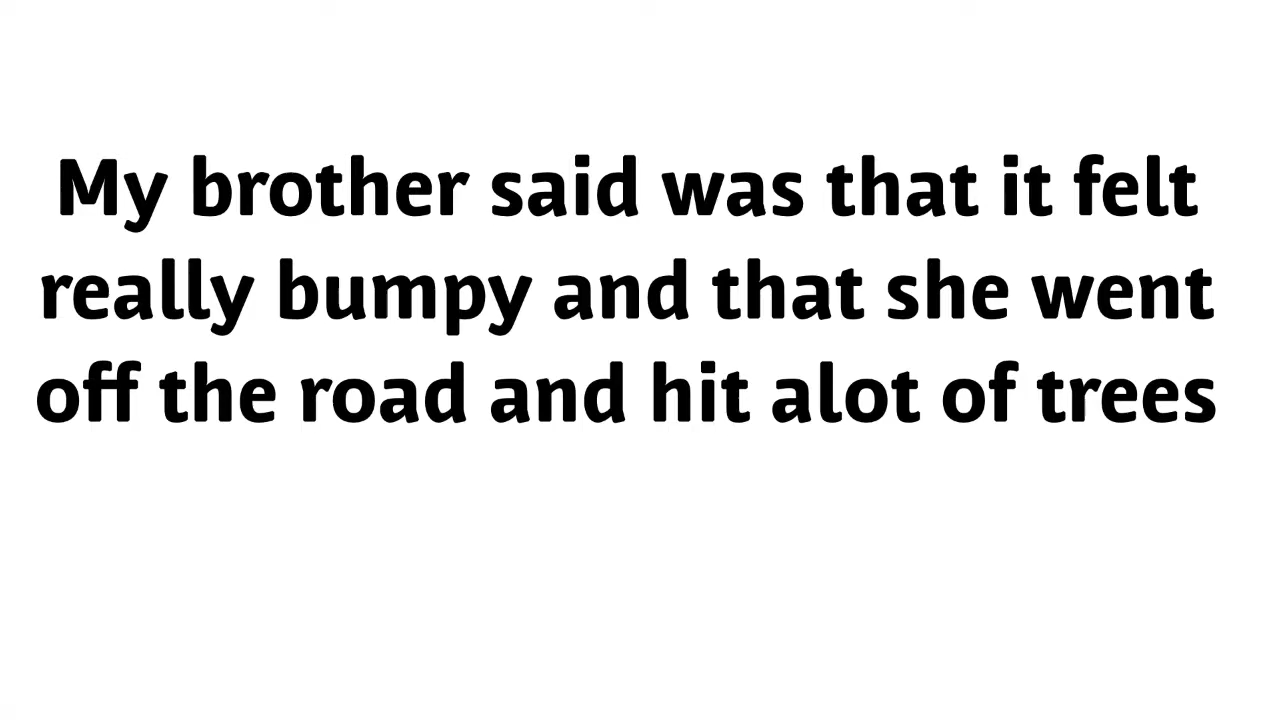 My brother said was that it felt
really bumpy and that she went
off the road and hit alot of trees